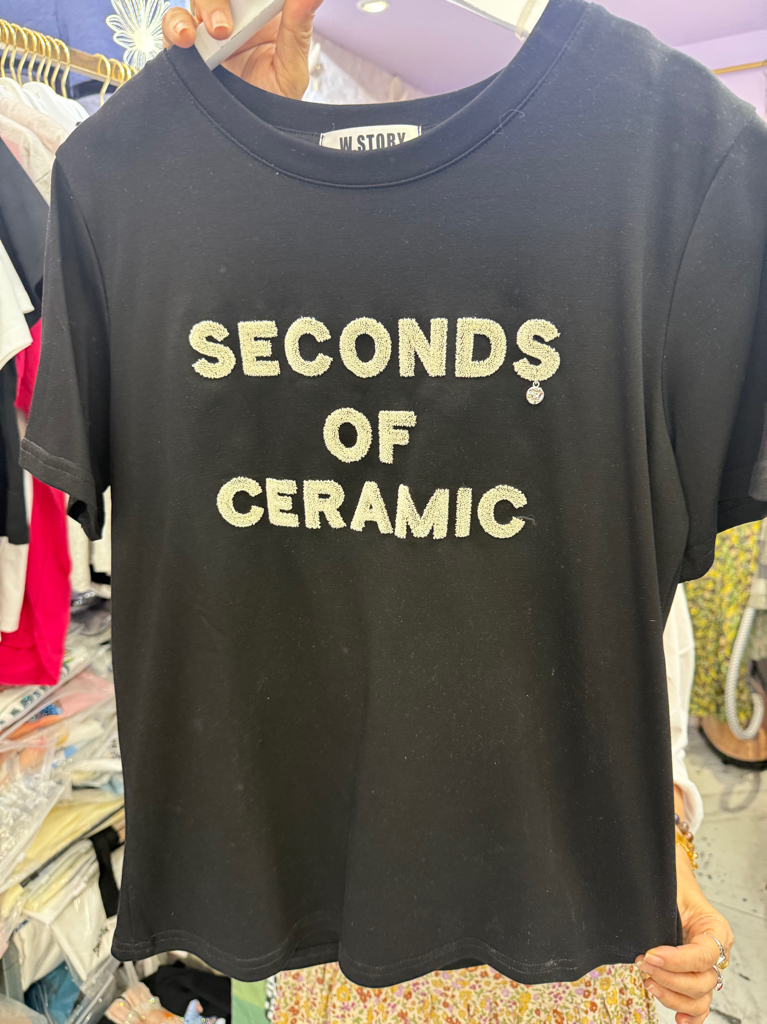 W.STORY
SECONDS
OF
CERAMIC